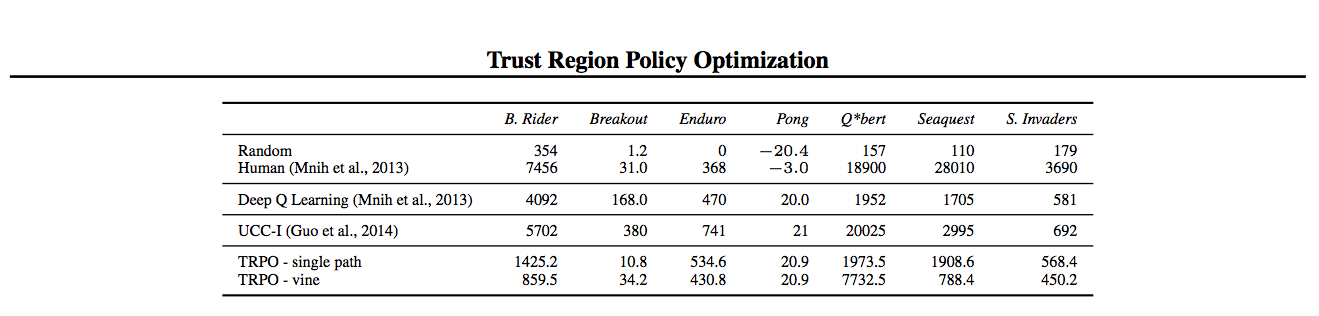 Trust Region Policy Optimization
B. Rider Breakout Enduro Pong Q*bert Seaquest S. Invaders
Random 354 1.2 0 −20.4 157 110 179
Human (Mnih et al., 2013) 7456 31.0 368 −3.0 18900 28010 3690
Deep Q Learning (Mnih et al., 2013) 4092 168.0 470 20.0 1952 1705 581
UCC-I (Guo et al., 2014) 5702 380 741 21 20025 2995 692
TRPO - single path 1425.2 10.8 534.6 20.9 1973.5 1908.6 568.4
TRPO - vine 859.5 34.2 430.8 20.9 7732.5 788.4 450.2